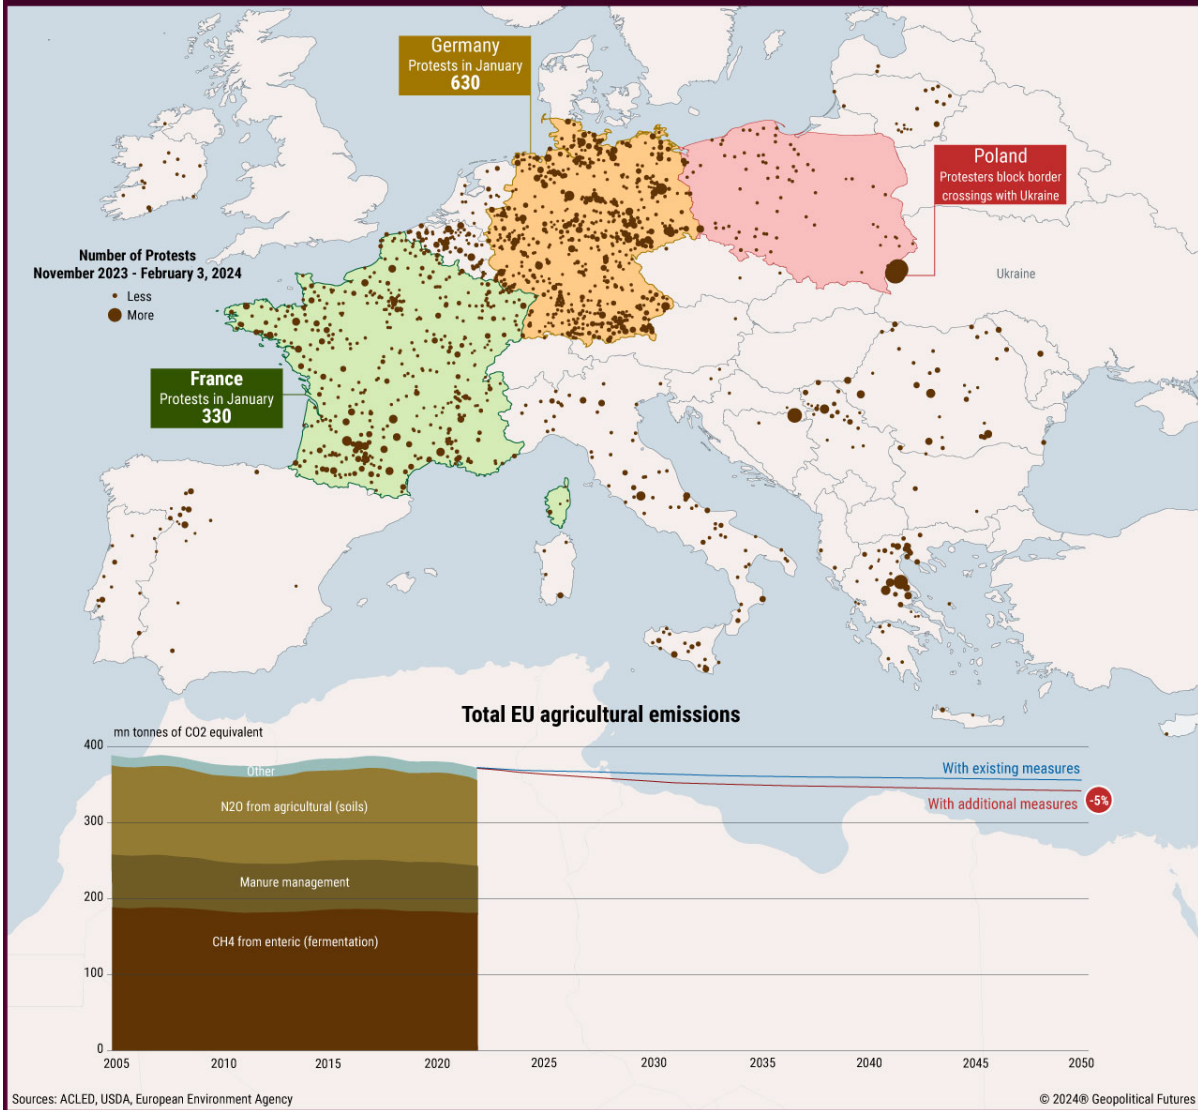 Germany
Protests in January
630
Poland
Protesters block border
crossings with Ukraine
Number of Protests
November 2023 - February 3, 2024
Less
More
Ukraine
France
Protests in January
330
Total EU agricultural emissions
mn tonnes of CO2 equivalent
400
Other
With existing measures
N2O from agricultural (soils)
With additional measures
-5%
300
Manure management
200
CH4 from enteric (fermentation)
100
0
2005 2010 2015 2020 2025 2030 2035 2040 2045 2050
Sources: ACLED, USDA, European Environment Agency
© 2024® Geopolitical Futures